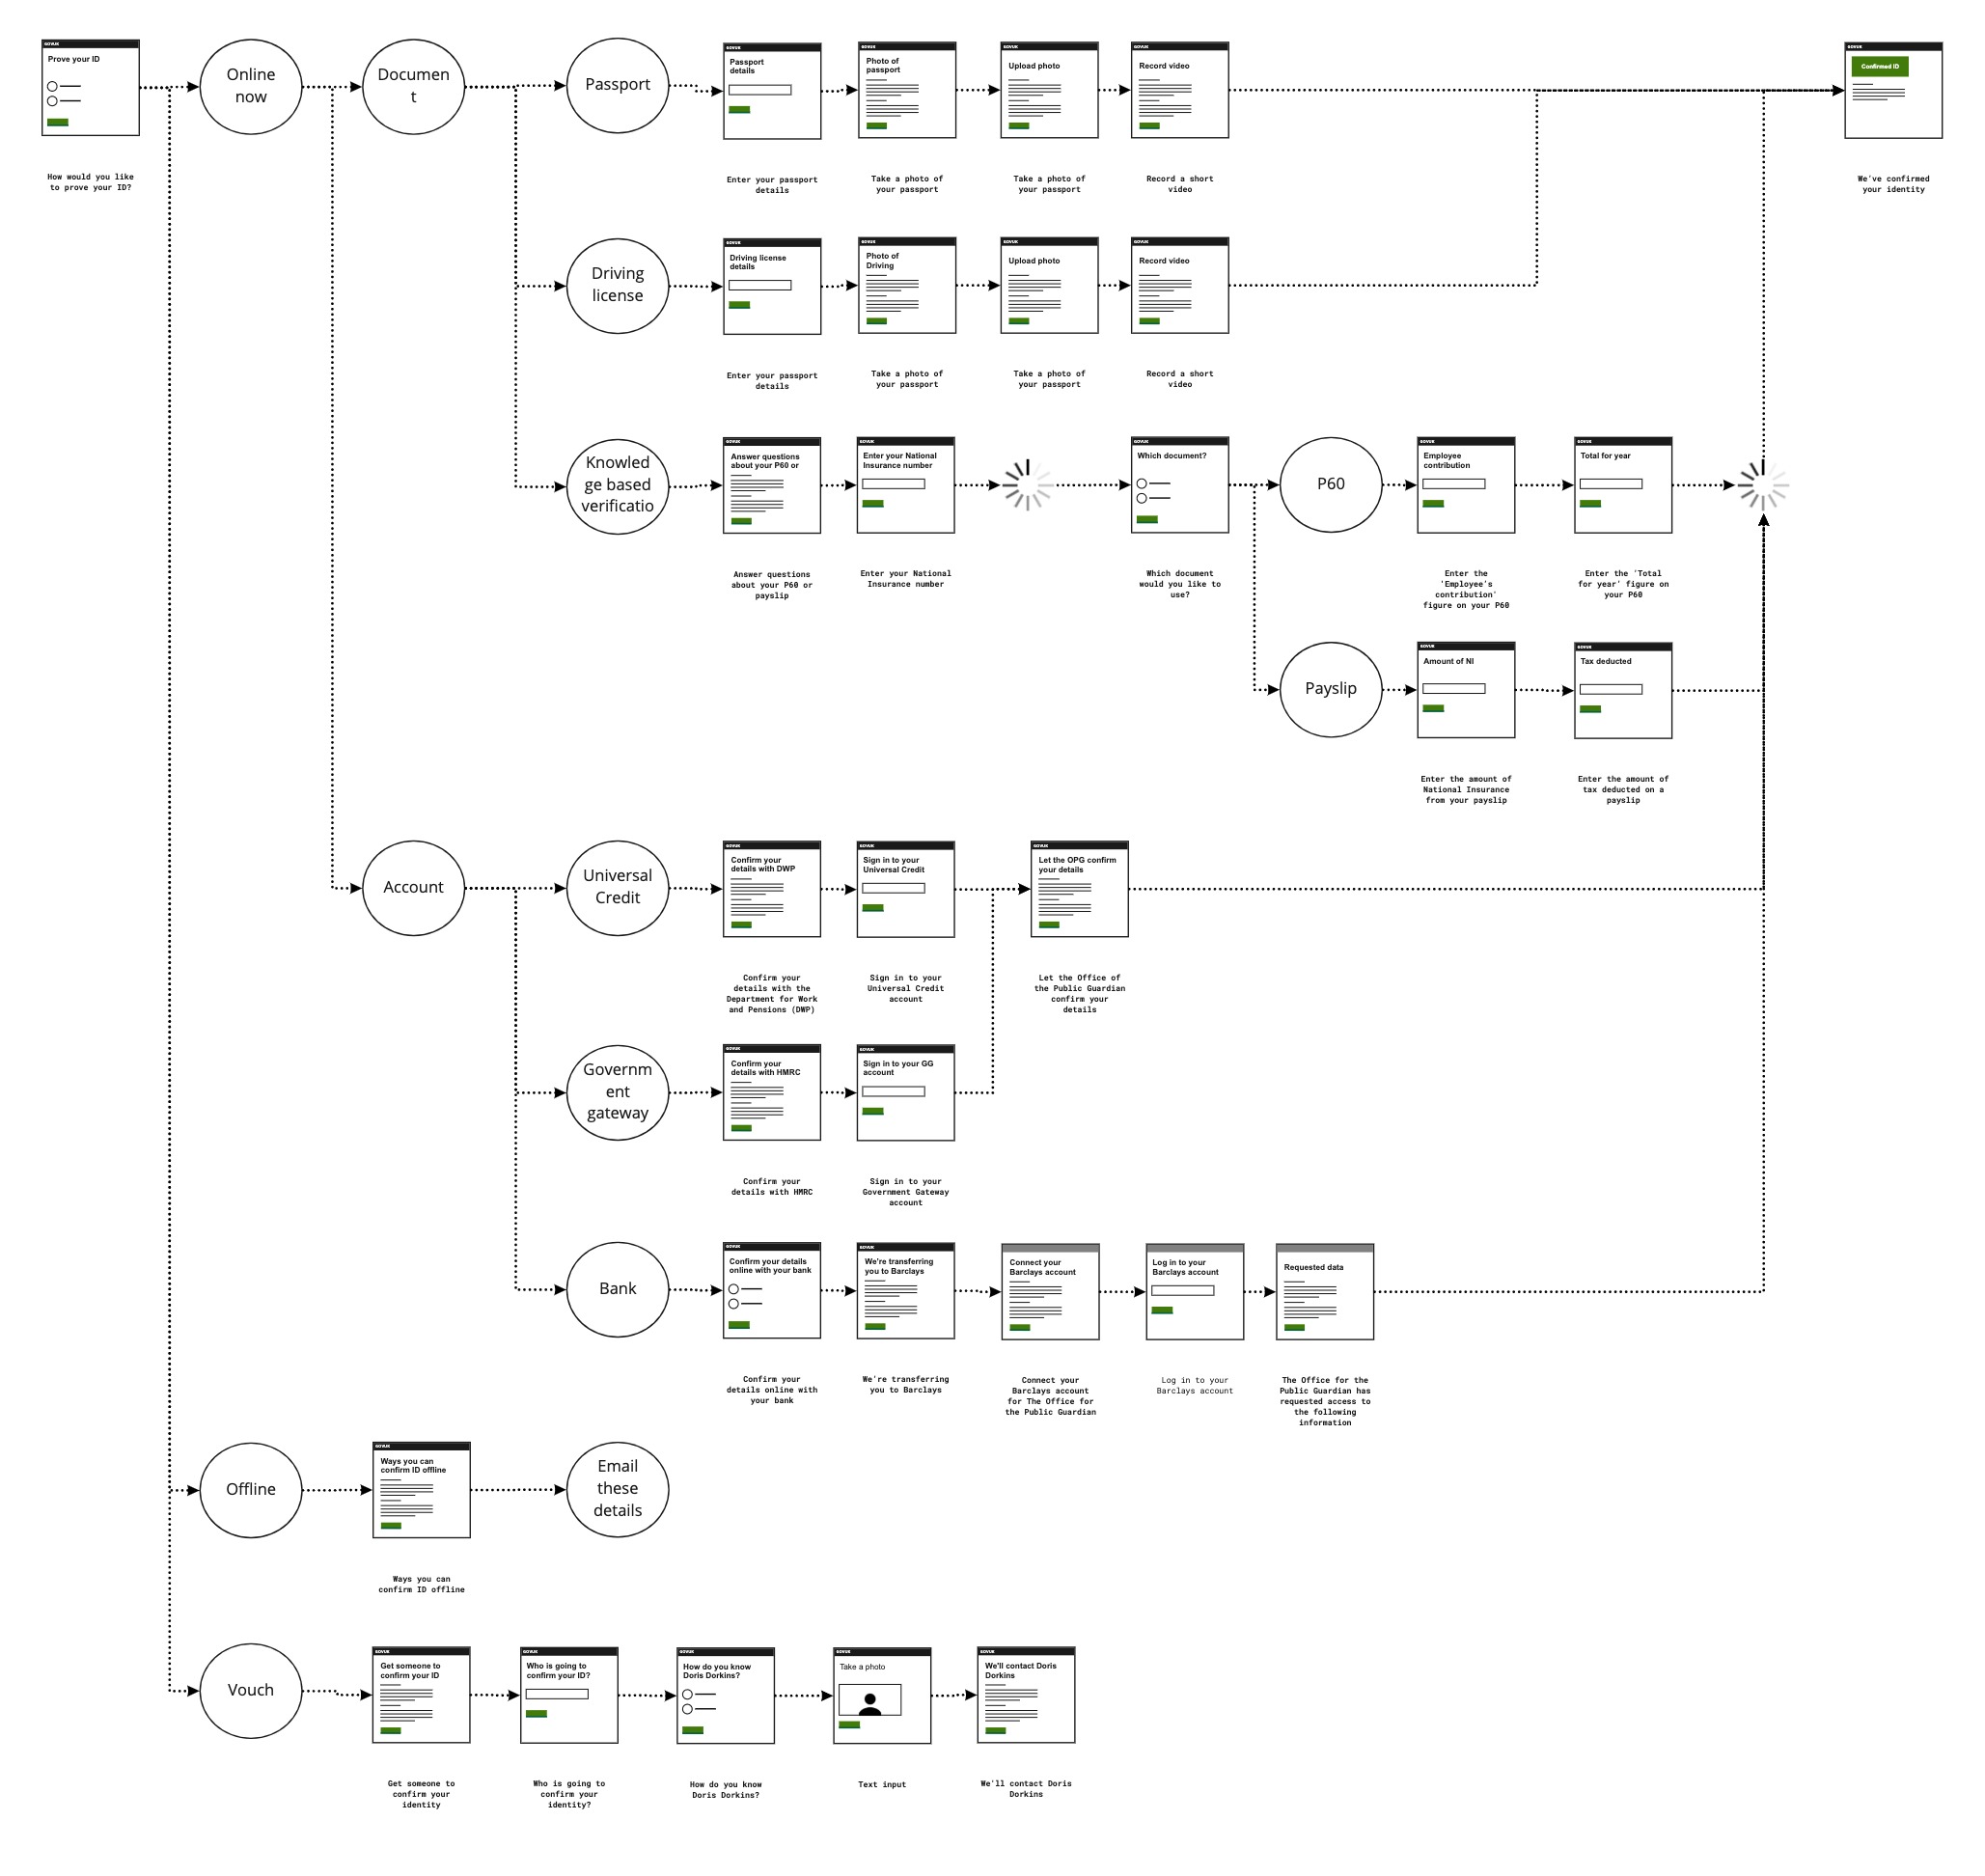 GOV.UK
Prove your ID
How would you like
to prove your ID?
Online
now
Documen
t
Passport
GOV.UK
Passport
details
Enter your passport
details
GOV.UK
Photo of
passport
Take a photo of
your passport
GOV.UK
Upload photo
Take a photo of
your passport
GOV.UK
Record video
Record a short
video
GOV.UK
Confirmed ID
We've confirmed
your identity
Driving
license
GOV.UK
Driving license
details
Enter your passport
details
GOV.UK
Photo of
Driving
Take a photo of
your passport
GOV.UK
Upload photo
Take a photo of
your passport
GOV.UK
Record video
Record a short
video
Knowled
ge based
verificatio
GOV.UK
Answer questions
about your P60 or
Answer questions
about your P60 or
payslip
GOV.UK
Enter your National
Insurance number
Enter your National
Insurance number
GOV.UK
Which document?
Which document
would you like to
use?
P60
GOV.UK
Employee
contribution
Enter the
'Employee's
contribution'
figure on your P60
GOV.UK
Total for year
Enter the 'Total
for year' figure on
your P60
Payslip
GOV.UK
Amount of NI
Enter the amount of
National Insurance
from your payslip
GOV.UK
Tax deducted
Enter the amount of
tax deducted on a
payslip
Account
Universal
Credit
GOV.UK
Confirm your
details with DWP
Confirm your
details with the
Department for Work
and Pensions (DWP)
GOV.UK
Sign in to your
Universal Credit
Sign in to your
Universal Credit
account
GOV.UK
Let the OPG confirm
your details
Let the Office of
the Public Guardian
confirm your
details
Governm
ent
gateway
GOV.UK
Confirm your
details with HMRC
Confirm your
details with HMRC
GOV.UK
Sign in to your GG
account
Sign in to your
Government Gateway
account
Bank
GOV.UK
Confirm your details
online with your bank
Confirm your
details online with
your bank
GOV.UK
We're transferring
you to Barclays
We're transferring
you to Barclays
Connect your
Barclays account
Connect your
Barclays account
for The Office for
the Public Guardian
Log in to your
Barclays account
Log in to your
Barclays account
Requested data
The Office for the
Public Guardian has
requested access to
the following
information
Offline
GOV.UK
Ways you can
confirm ID offline
Ways you can
confirm ID offline
Email
these
details
Vouch
GOV.UK
Get someone to
confirm your ID
Get someone to
confirm your
identity
GOV.UK
Who is going to
confirm your ID?
Who is going to
confirm your
identity?
GOV.UK
How do you know
Doris Dorkins?
How do you know
Doris Dorkins?
GOV.UK
Take a photo
Text input
GOV.UK
We'll contact Doris
Dorkins
We'll contact Doris
Dorkins